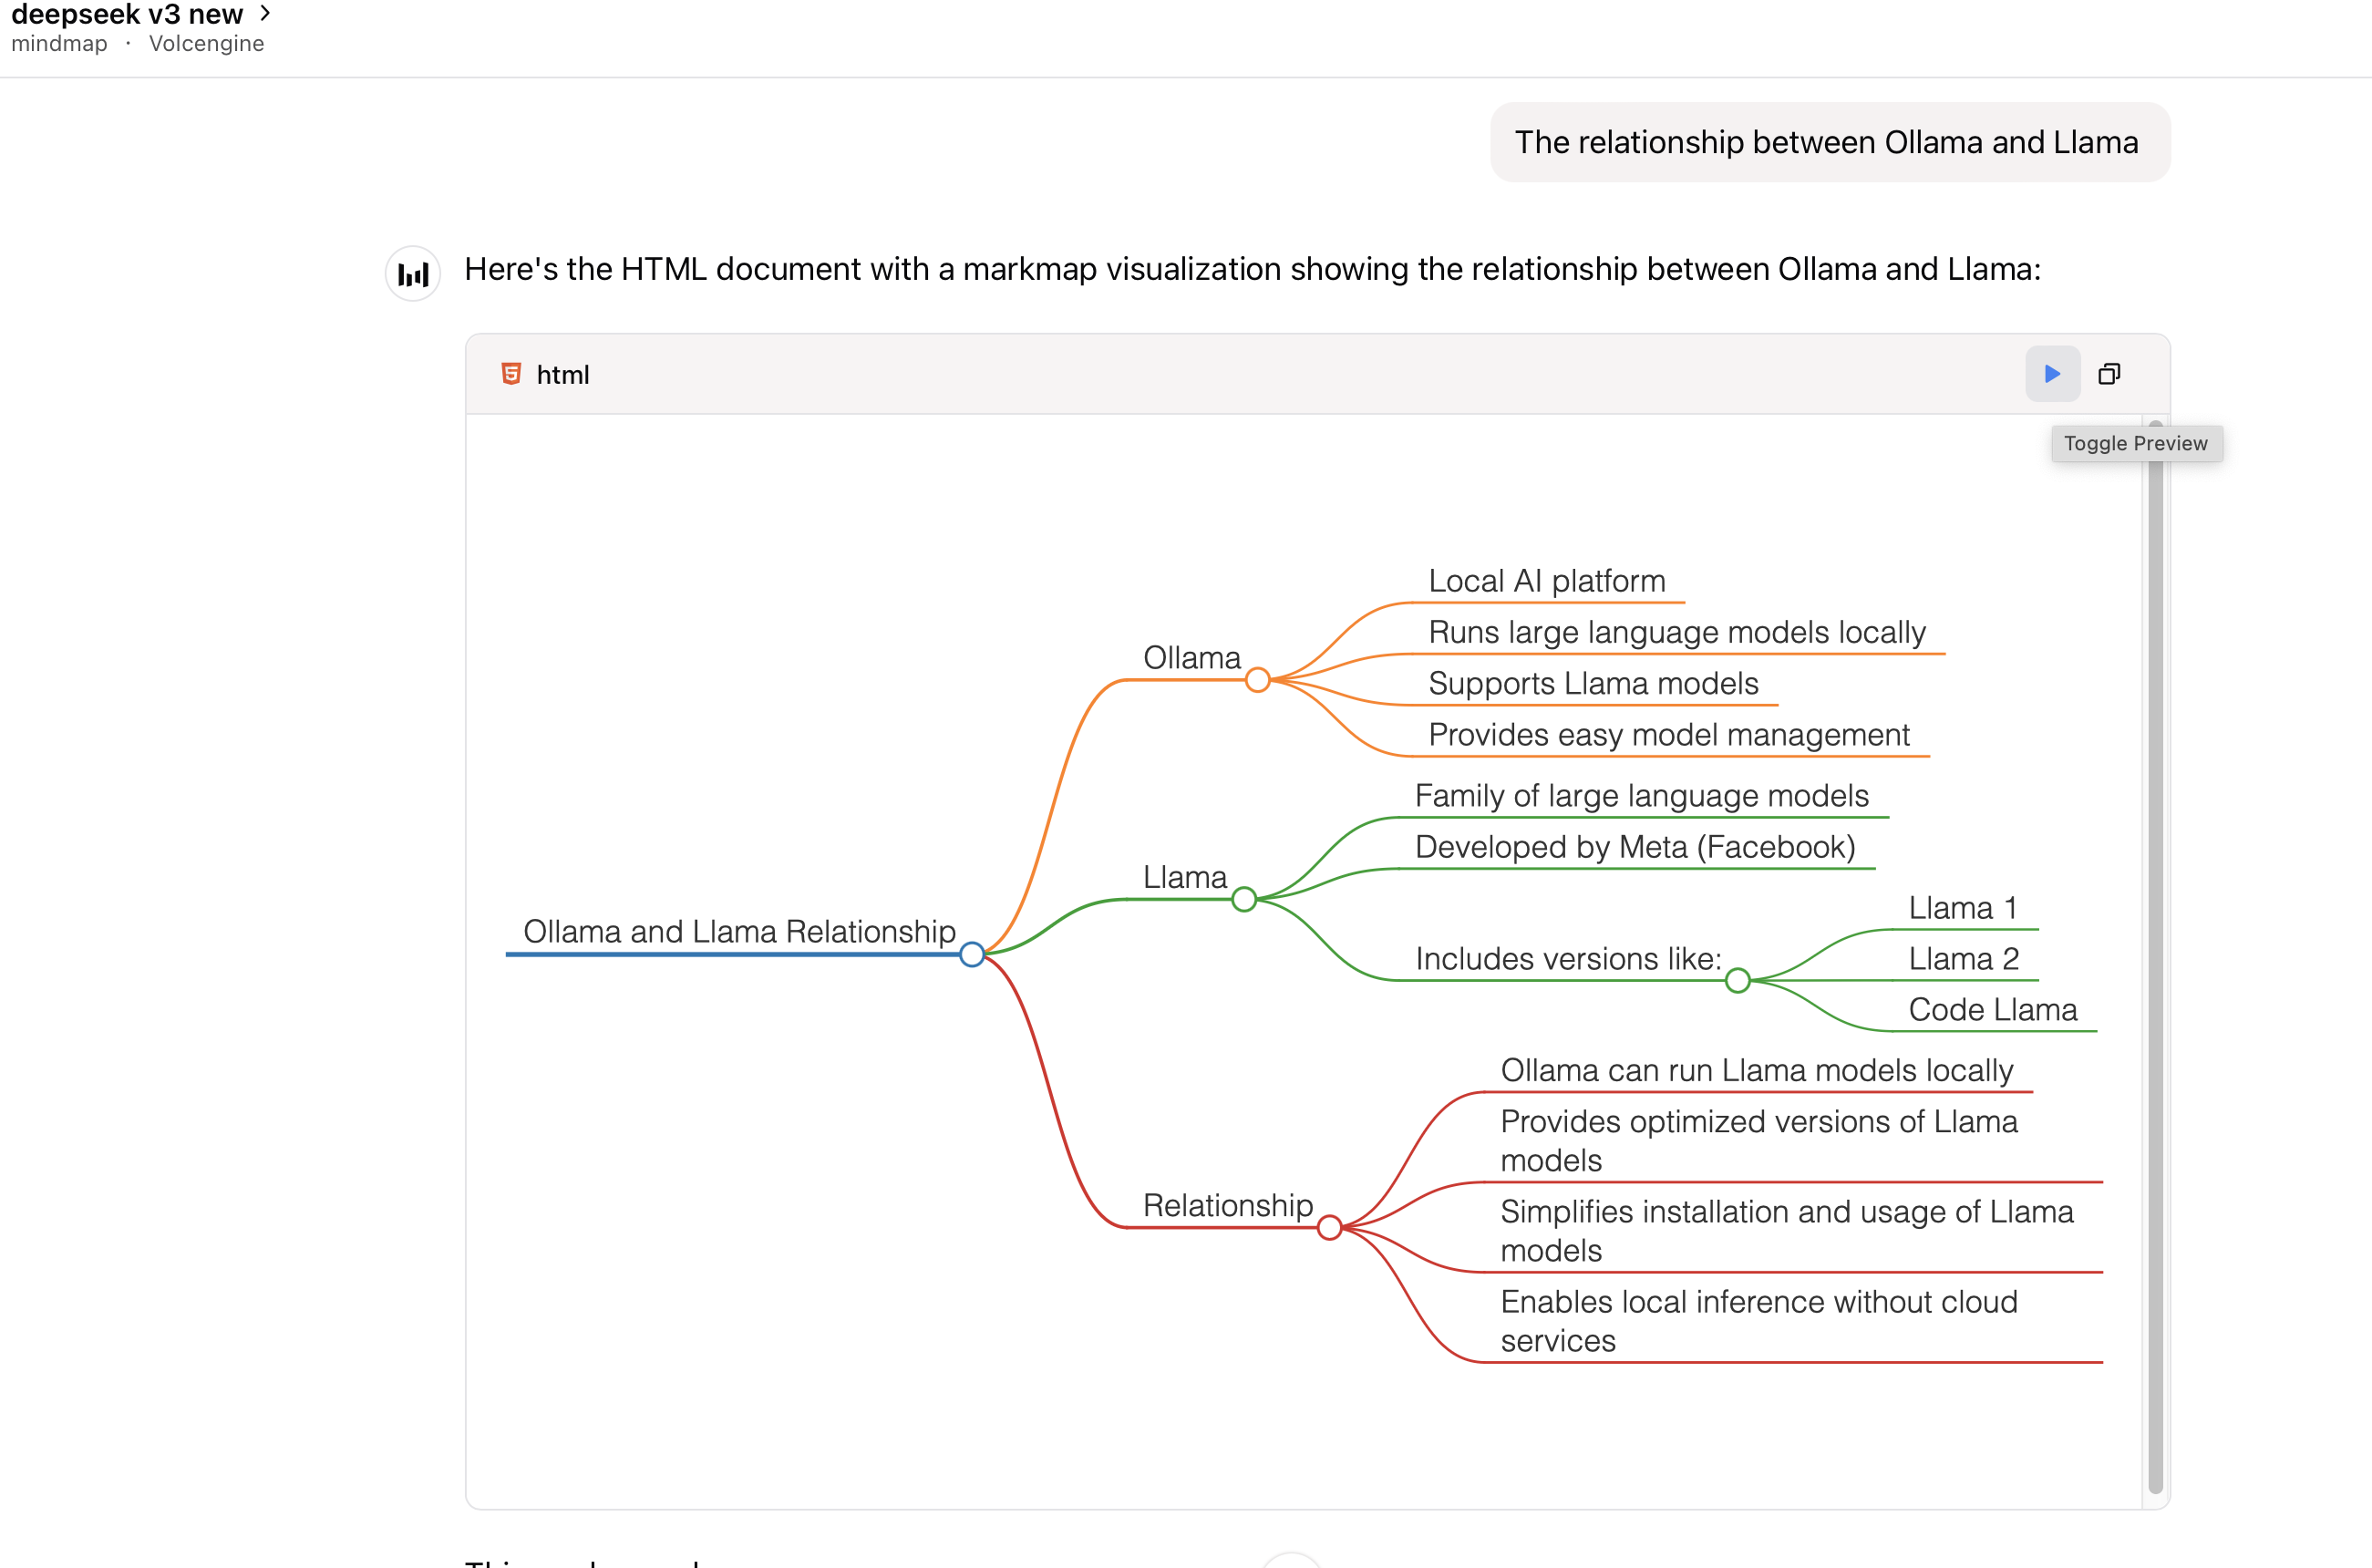 deepseek v3 new
mindmap · Volcengine
The relationship between Ollama and Llama
Here's the HTML document with a markmap visualization showing the relationship between Ollama and Llama:
html
Toggle Preview
Local AI platform
Runs large language models locally
Ollama
Supports Llama models
Provides easy model management
Family of large language models
Developed by Meta (Facebook)
Llama
Llama 1
Ollama and Llama Relationship
Includes versions like:
Llama 2
Code Llama
Ollama can run Llama models locally
Provides optimized versions of Llama
models
Relationship
Simplifies installation and usage of Llama
models
Enables local inference without cloud
services